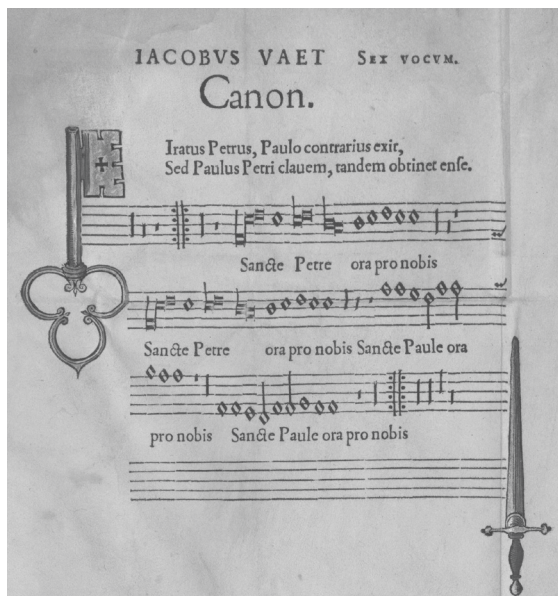 IACOBVS VAET SEX VOCVM.
Canon.
Iratus Petrus, Paulo contrarius exit,
Sed Paulus Petri clauem, tandem obtinet ense.
Sancte Petre ora pro nobis
Sancte Petre ora pro nobis Sancte Paule ora
pro nobis Sancte Paule ora pro nobis